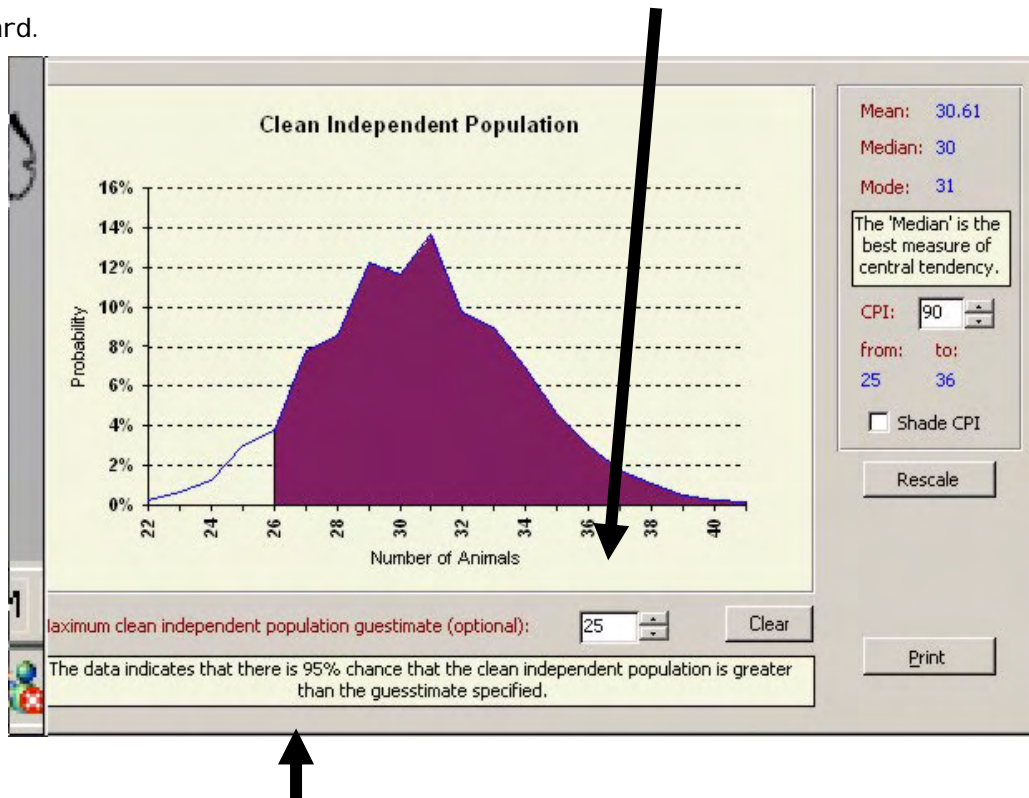 ard.
Clean Independent Population
16%
14%
12%
10%
8%
6%
4%
2%
0%
Probability
22
24
26
28
30
32
34
36
38
40
Number of Animals
Mean: 30.61
Median: 30
Mode: 31
The 'Median' is the
best measure of
central tendency.
CPI: 90
from: to:
25 36
Shade CPI
Rescale
laximum clean independent population guestimate (optional): 25 Clear
The data indicates that there is 95% chance that the clean independent population is greater
than the guesstimate specified.
Print